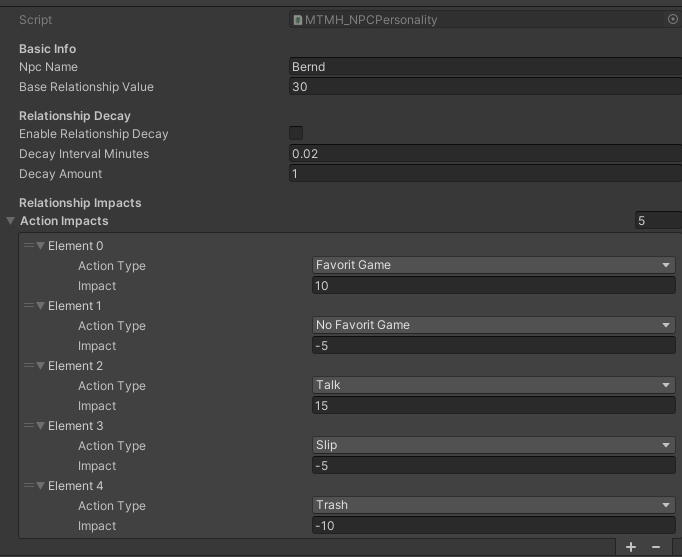 Script MTMH_NPCPersonality
Basic Info
Npc Name Bernd
Base Relationship Value 30
Relationship Decay
Enable Relationship Decay
Decay Interval Minutes 0.02
Decay Amount 1
Relationship Impacts
Action Impacts 5
Element 0
Action Type Favorit Game
Impact 10
Element 1
Action Type No Favorit Game
Impact -5
Element 2
Action Type Talk
Impact 15
Element 3
Action Type Slip
Impact -5
Element 4
Action Type Trash
Impact -10
+ −